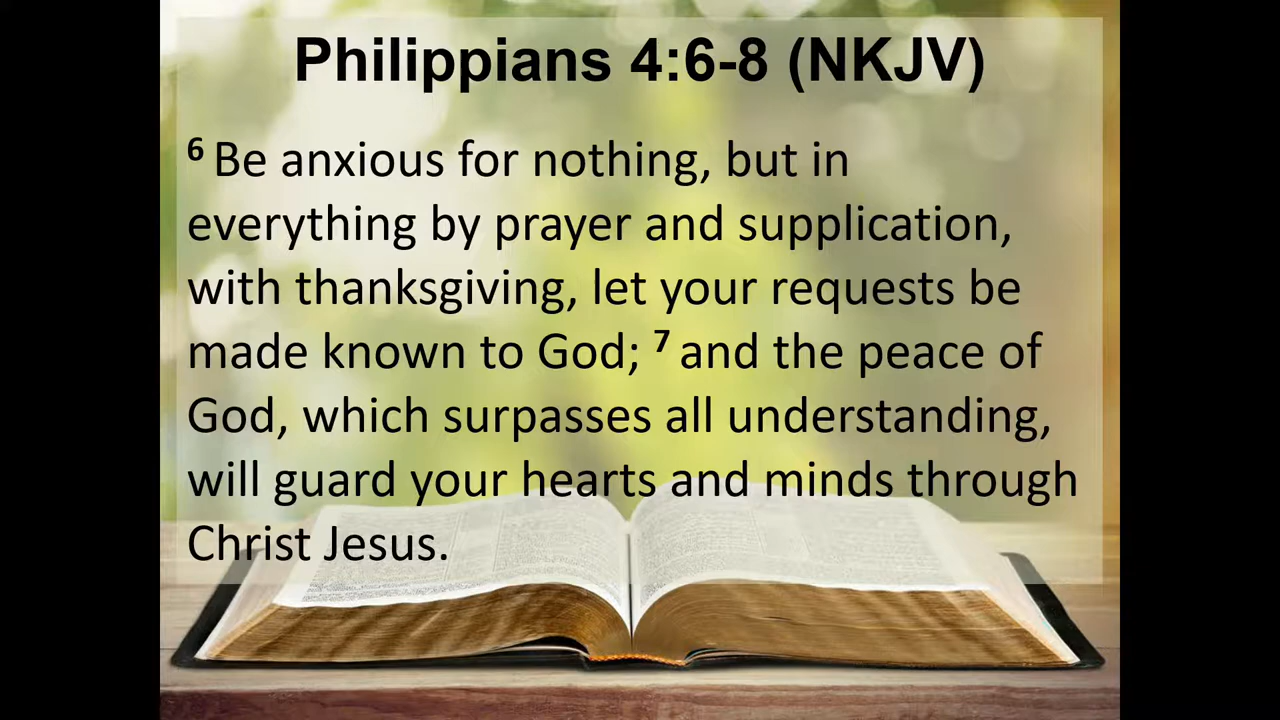 Philippians 4:6-8 (NKJV)
6 Be anxious for nothing, but in
everything by prayer and supplication,
with thanksgiving, let your requests be
made known to God; 7 and the peace of
God, which surpasses all understanding,
will guard your hearts and minds through
Christ Jesus.